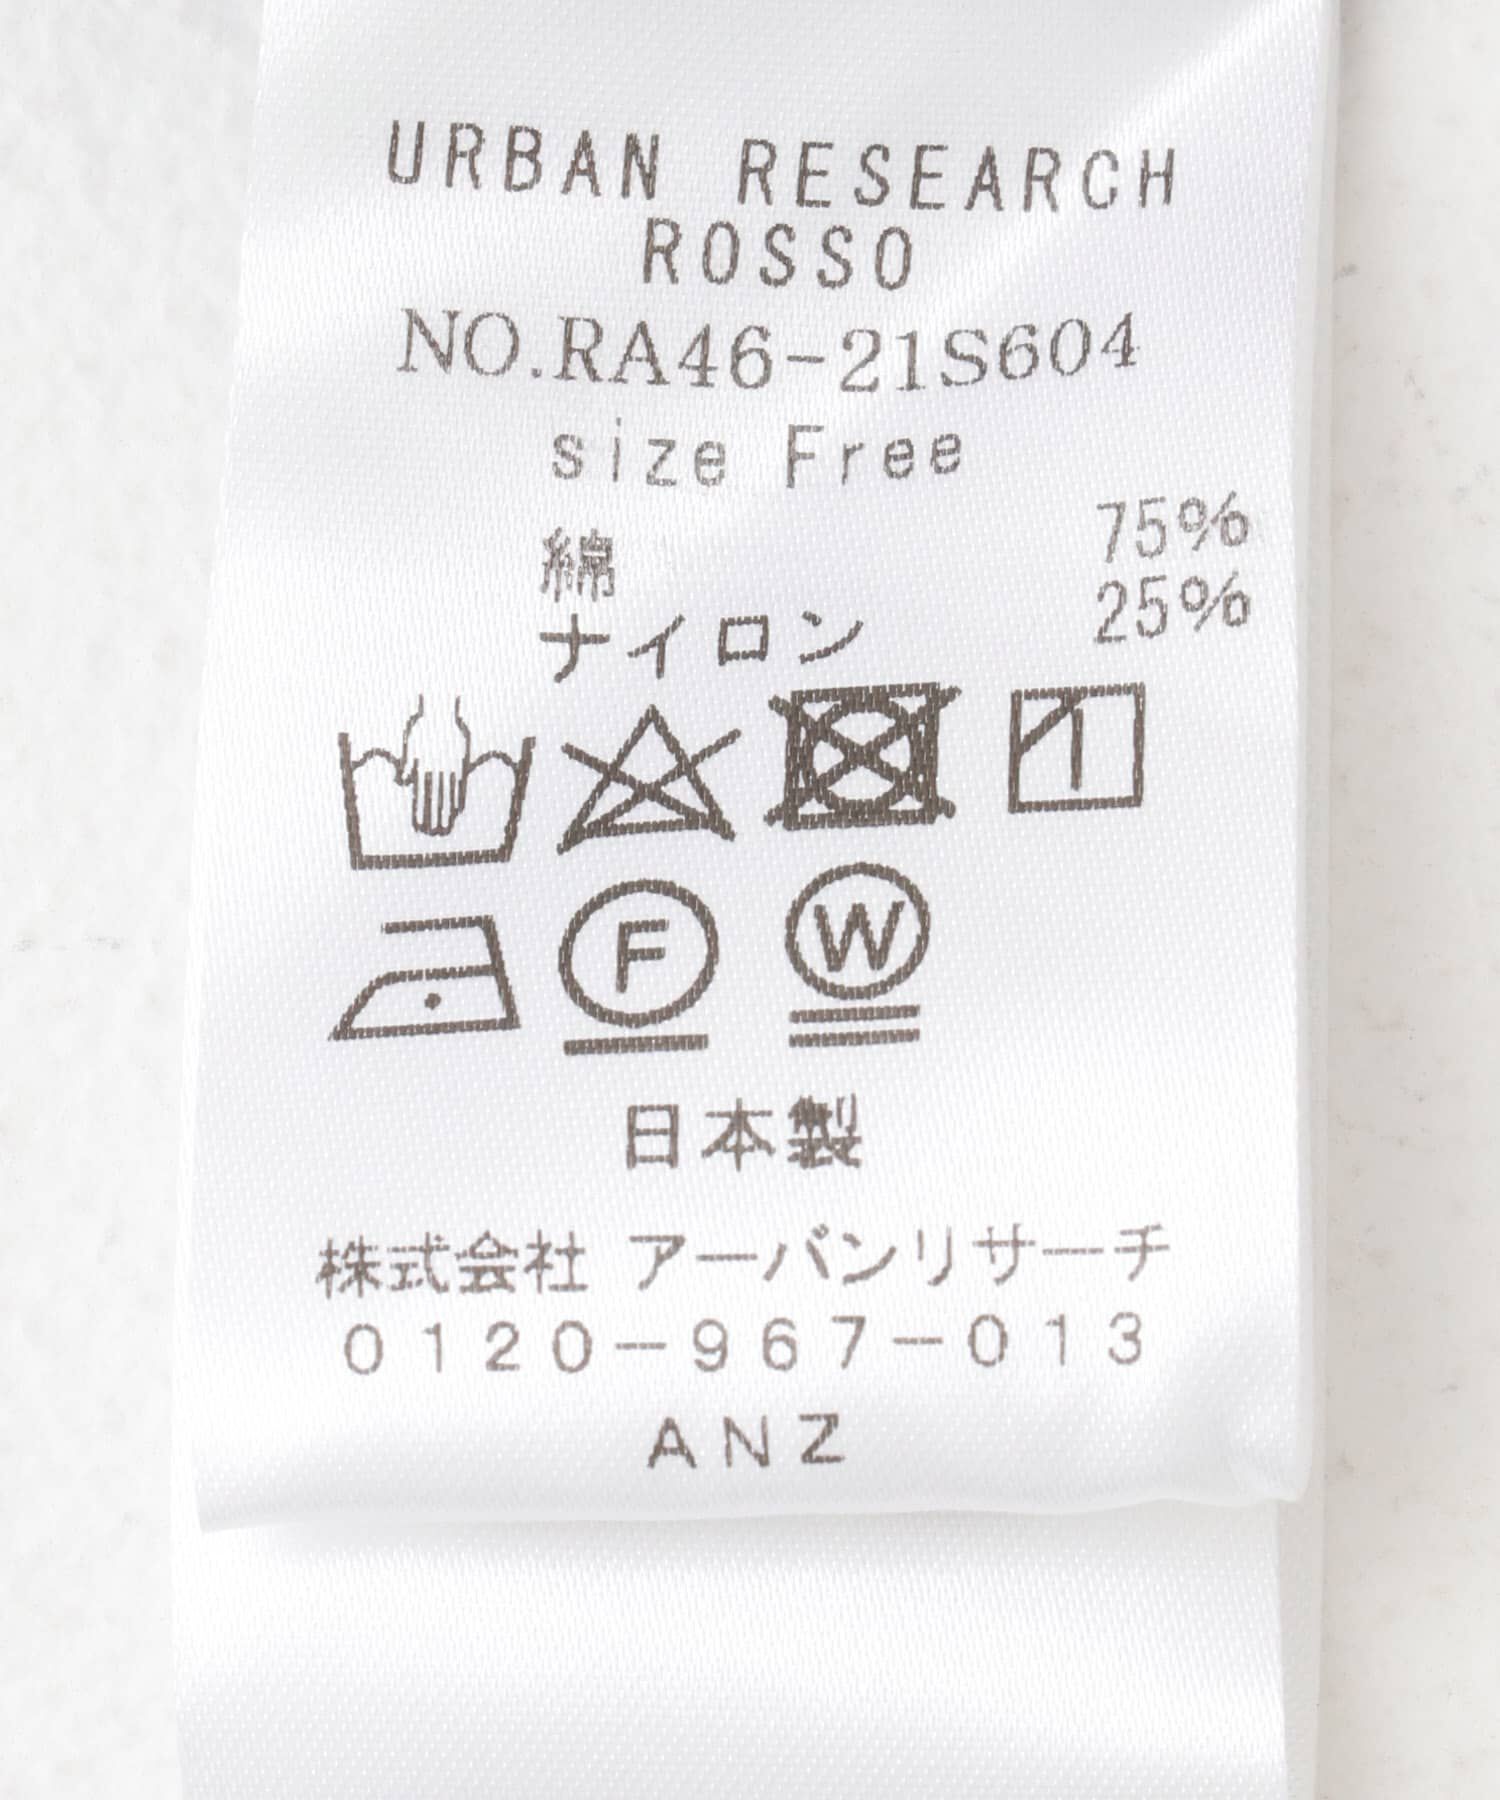 URBAN RESEARCH
ROSSO
NO.RA46-21S604
size Free
綿 75%
ナイロン 25%
F W
日本製
株式会社 アーバンリサーチ
0120-967-013
ANZ